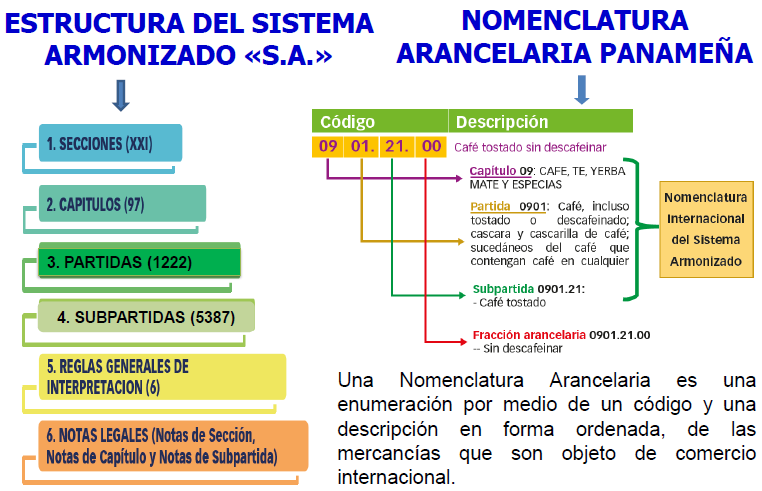 ESTRUCTURA DEL SISTEMA
ARMONIZADO «S.A.»
1. SECCIONES (XXI)
2. CAPITULOS (97)
3. PARTIDAS (1222)
4. SUBPARTIDAS (5387)
5. REGLAS GENERALES DE
INTERPRETACION (6)
6. NOTAS LEGALES (Notas de Sección,
Notas de Capítulo y Notas de Subpartida)
NOMENCLATURA
ARANCELARIA PANAMEÑA
Código Descripción
09 01. 21. 00 Café tostado sin descafeinar
Capítulo 09: CAFE, TE, YERBA
MATE Y ESPECIAS
Partida 0901: Café, incluso
tostado o descafeinado;
cascara y cascarilla de café;
sucedáneos del café que
contengan café en cualquier
Subpartida 0901.21:
- Café tostado
Fracción arancelaria 0901.21.00
-- Sin descafeinar
Nomenclatura
Internacional
del Sistema
Armonizado
Una Nomenclatura Arancelaria es una
enumeración por medio de un código y una
descripción en forma ordenada, de las
mercancías que son objeto de comercio
internacional.